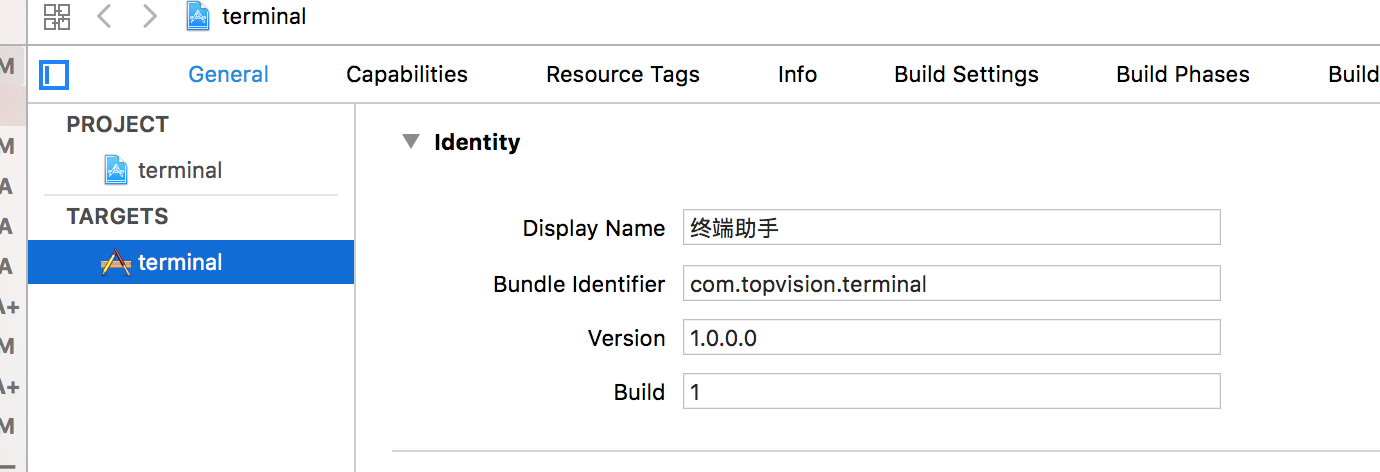 terminal
M
General Capabilities Resource Tags Info Build Settings Build Phases Build
PROJECT
Identity
M
terminal
A
TARGETS
A
Display Name 终端助手
terminal
A
Bundle Identifier com.topvision.terminal
A+
Version 1.0.0.0
M
A+
Build 1
M